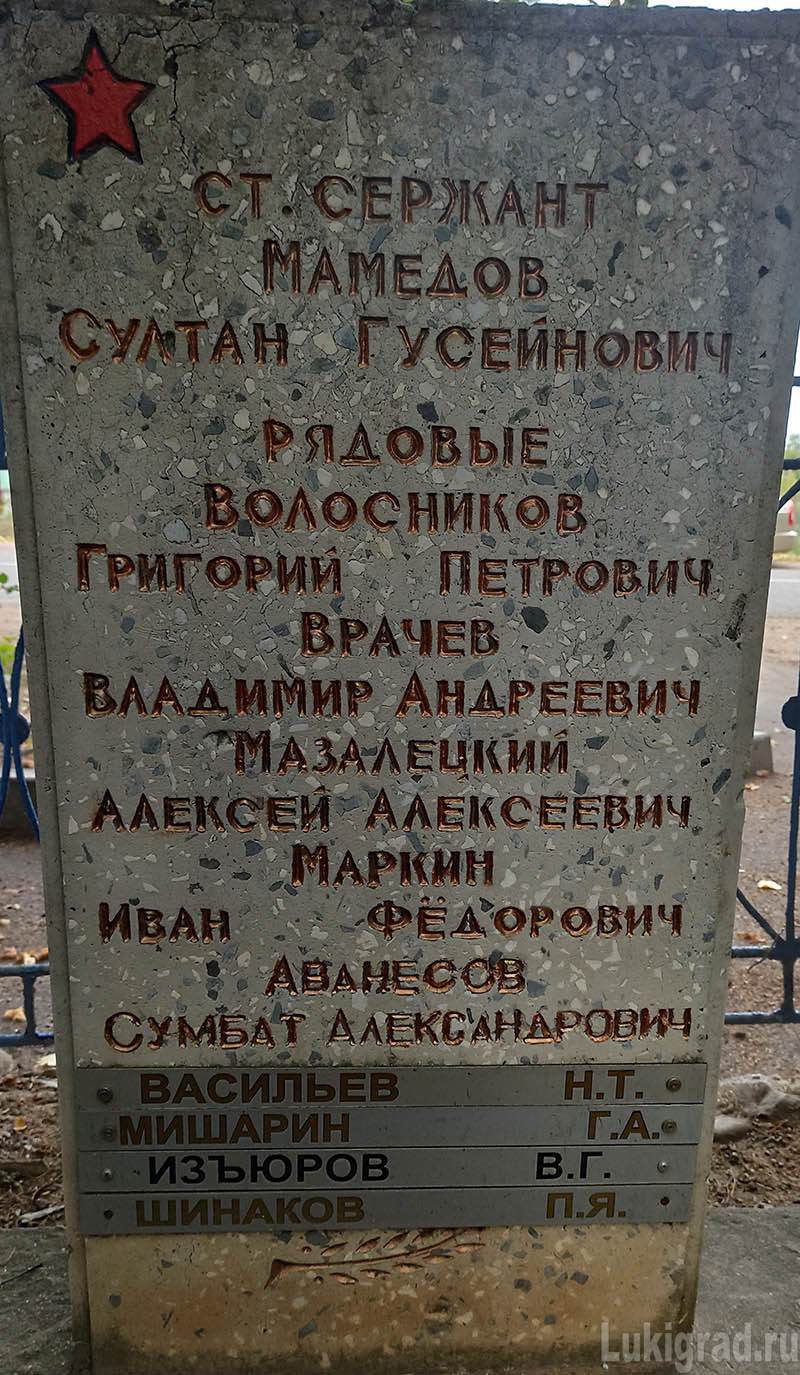 СТ. СЕРЖАНТ
МАМЕДОВ
СУЛТАН ГУСЕЙНОВИЧ
РЯДОВЫЕ
ВОЛОСНИКОВ
ГРИГОРИЙ ПЕТРОВИЧ
ВРАЧЕВ
ВЛАДИМИР АНДРЕЕВИЧ
МАЗАЛЕЦКИЙ
АЛЕКСЕЙ АЛЕКСЕЕВИЧ
МАРКИН
ИВАН ФЁДОРОВИЧ
АВАНЕСОВ
СУМБАТ АЛЕКСАНДРОВИЧ
ВАСИЛЬЕВ Н.Т.
МИШАРИН Г.А.
ИЗЪЮРОВ В.Г.
ШИНАКОВ П.Я.
Lukigrad.ru